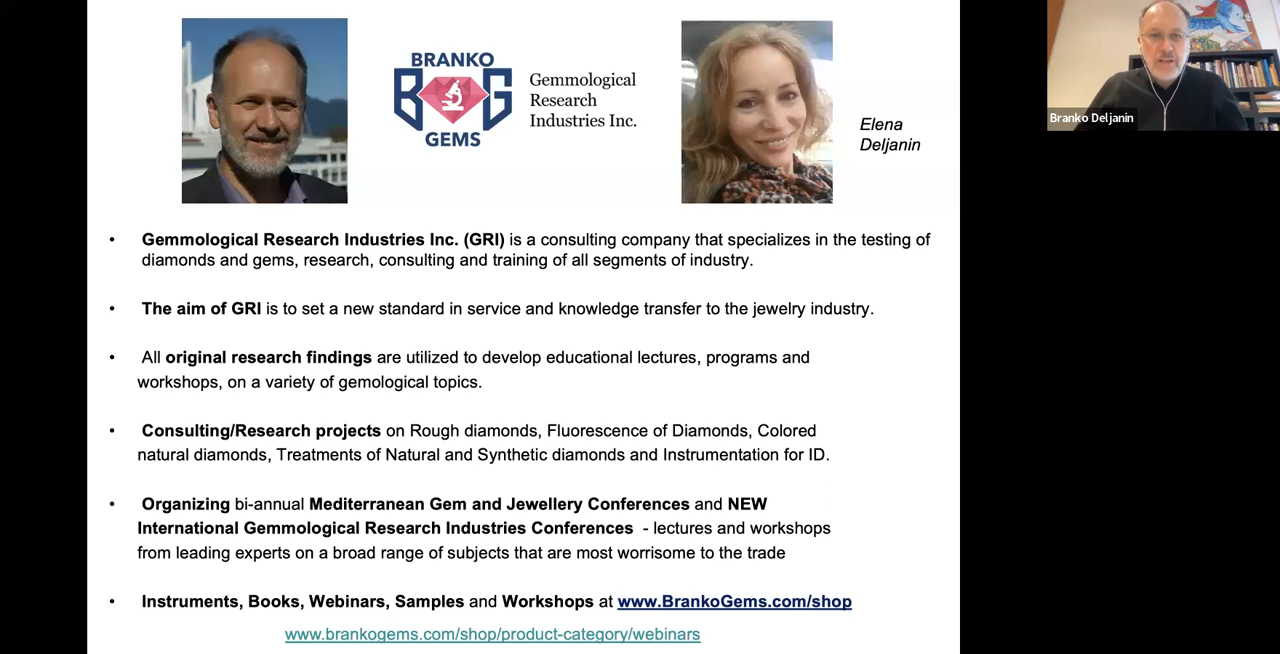 BRANKO
B G
GEMS
Gemmological
Research
Industries Inc.
Elena
Deljanin
Branko Deljanin
• Gemmological Research Industries Inc. (GRI) is a consulting company that specializes in the testing of
diamonds and gems, research, consulting and training of all segments of industry.
• The aim of GRI is to set a new standard in service and knowledge transfer to the jewelry industry.
• All original research findings are utilized to develop educational lectures, programs and
workshops, on a variety of gemological topics.
• Consulting/Research projects on Rough diamonds, Fluorescence of Diamonds, Colored
natural diamonds, Treatments of Natural and Synthetic diamonds and Instrumentation for ID.
• Organizing bi-annual Mediterranean Gem and Jewellery Conferences and NEW
International Gemmological Research Industries Conferences - lectures and workshops
from leading experts on a broad range of subjects that are most worrisome to the trade
• Instruments, Books, Webinars, Samples and Workshops at www.BrankoGems.com/shop
www.brankogems.com/shop/product-category/webinars